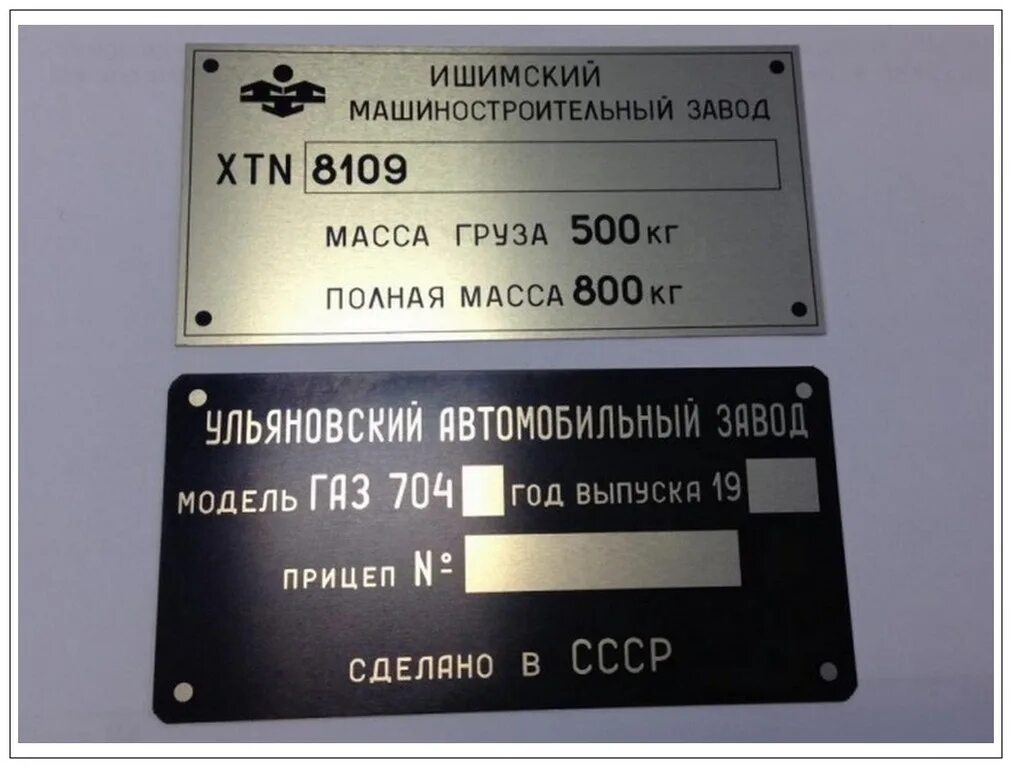 ИШИМСКИЙ
МАШИНОСТРОИТЕЛЬНЫЙ ЗАВОД
XTN 8109
МАССА ГРУЗА 500 КГ
ПОЛНАЯ МАССА 800 КГ
УЛЬЯНОВСКИЙ АВТОМОБИЛЬНЫЙ ЗАВОД
МОДЕЛЬ ГАЗ 704 ГОД ВЫПУСКА 19
ПРИЦЕП №
СДЕЛАНО В СССР